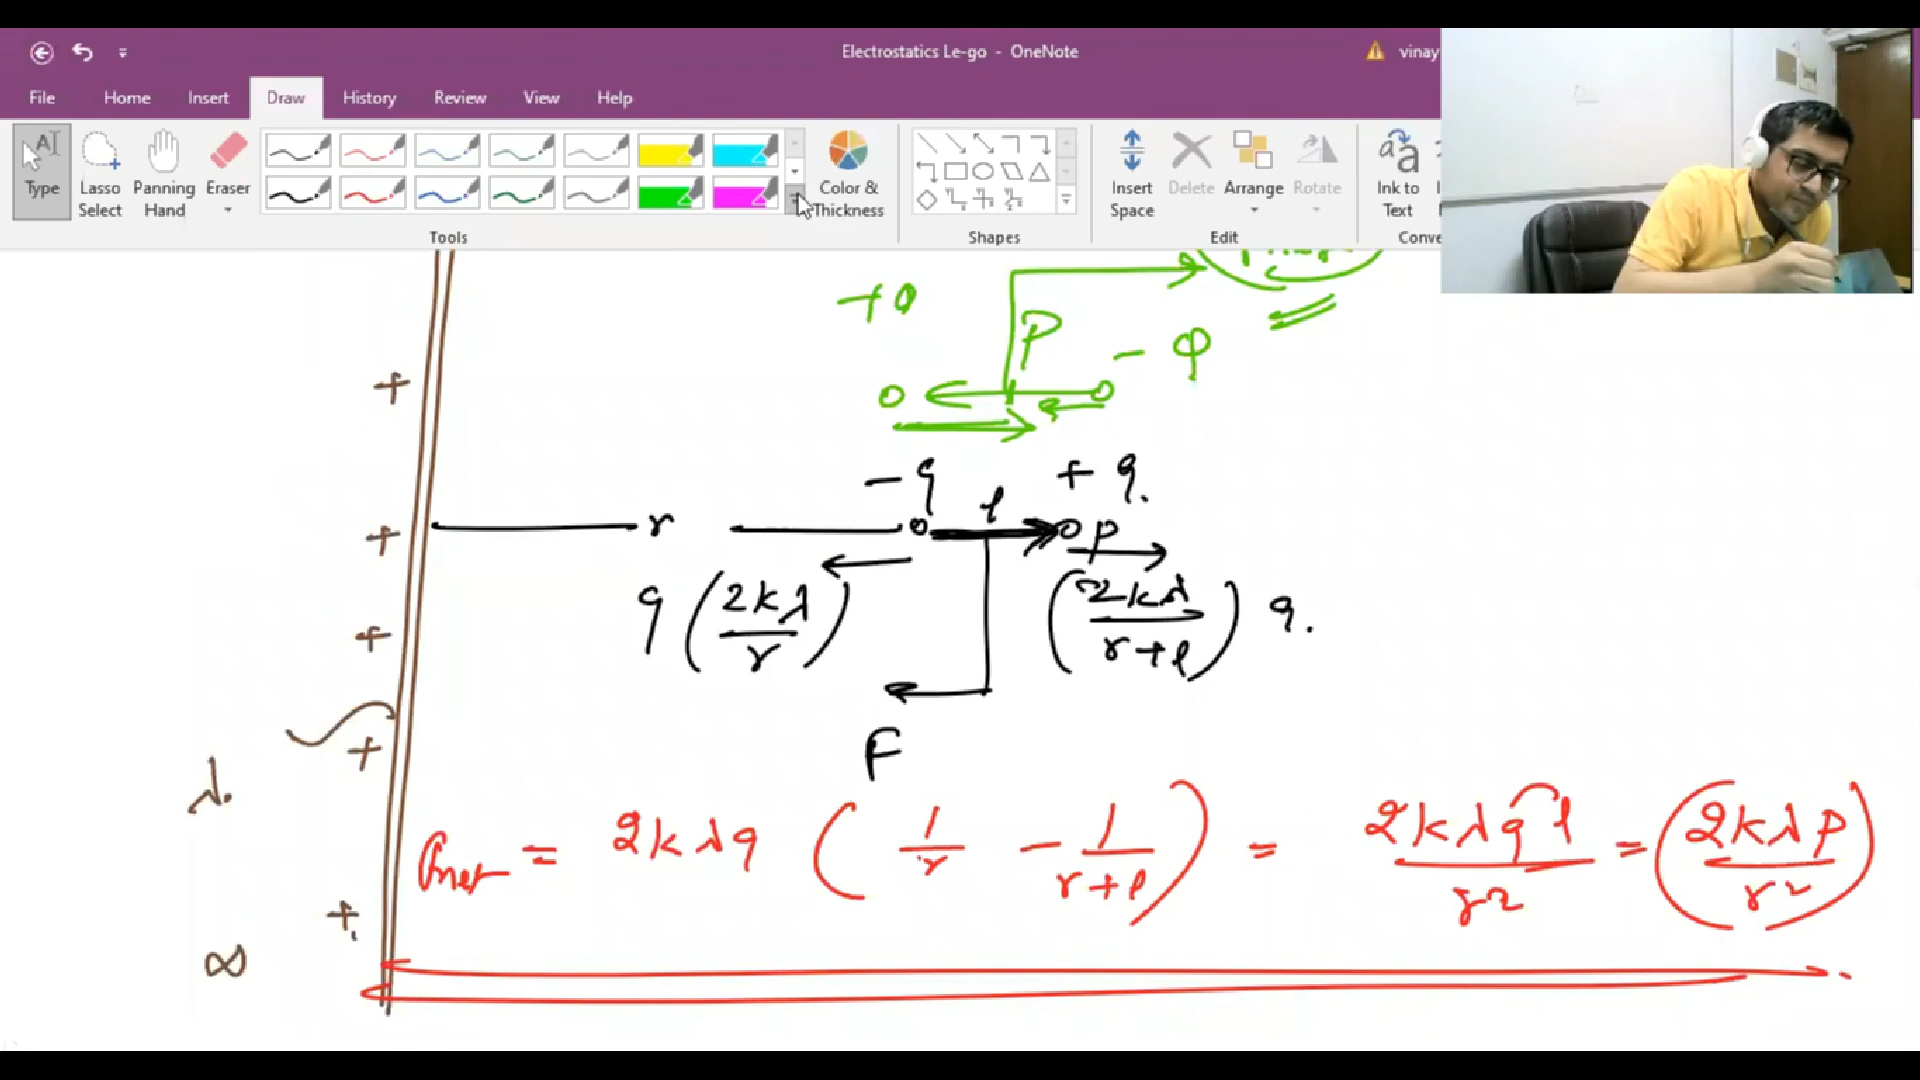 Electrostatics Le-go - OneNote
vinay
File Home Insert Draw History Review View Help
Type
Lasso Select
Panning Hand
Eraser
Color & Thickness
Insert Space
Delete
Arrange
Rotate
Ink to Text
Tools
Shapes
Edit
Conve
P
- φ
+
- q
+ q.
l
+
r
p
q (2kλ/r)
(2kλ/r+l) q.
+
+
F
λ.
= 2kλq (1/r - 1/r+l) = 2kλql/r2 = (2kλp/r2)
+
∞